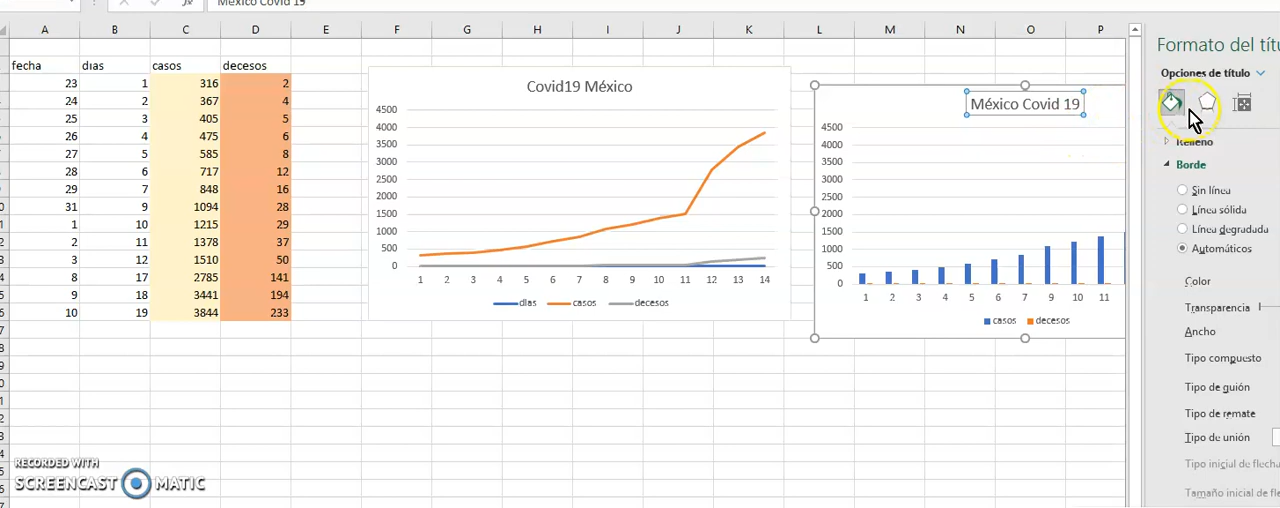 México Covid 19
A B C D E F G H I J K L M N O P
fecha dias casos decesos
23 1 316 2
24 2 367 4
25 3 405 5
26 4 475 6
27 5 585 8
28 6 717 12
29 7 848 16
31 9 1094 28
1 10 1215 29
2 11 1378 37
3 12 1510 50
8 17 2785 141
9 18 3441 194
10 19 3844 233
Covid19 México
4500
4000
3500
3000
2500
2000
1500
1000
500
0
1 2 3 4 5 6 7 8 9 10 11 12 13 14
dias casos decesos
México Covid 19
4500
4000
3500
3000
2500
2000
1500
1000
500
0
1 2 3 4 5 6 7 8 9 10 11
casos decesos
Formato del títu
Opciones de título
Relleno
Borde
Sin línea
Línea sólida
Línea degradada
Automáticos
Color
Transparencia
Ancho
Tipo compuesto
Tipo de guión
Tipo de remate
Tipo de unión
Tipo inicial de flecha
Tamaño inicial de fle
RECORDED WITH
SCREENCAST MATIC